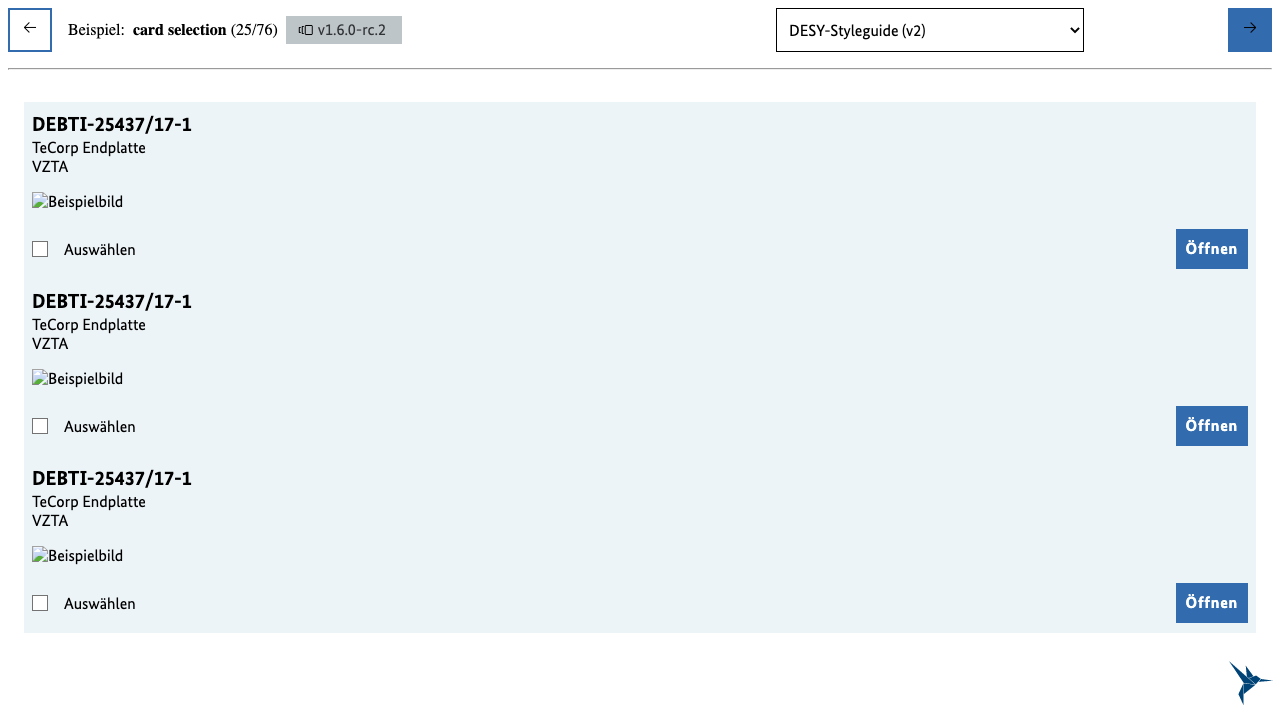 Beispiel: card selection (25/76) v1.6.0-rc.2 DESY-Styleguide (v2)
DEBTI-25437/17-1
TeCorp Endplatte
VZTA
Beispielbild
Auswählen Öffnen
DEBTI-25437/17-1
TeCorp Endplatte
VZTA
Beispielbild
Auswählen Öffnen
DEBTI-25437/17-1
TeCorp Endplatte
VZTA
Beispielbild
Auswählen Öffnen